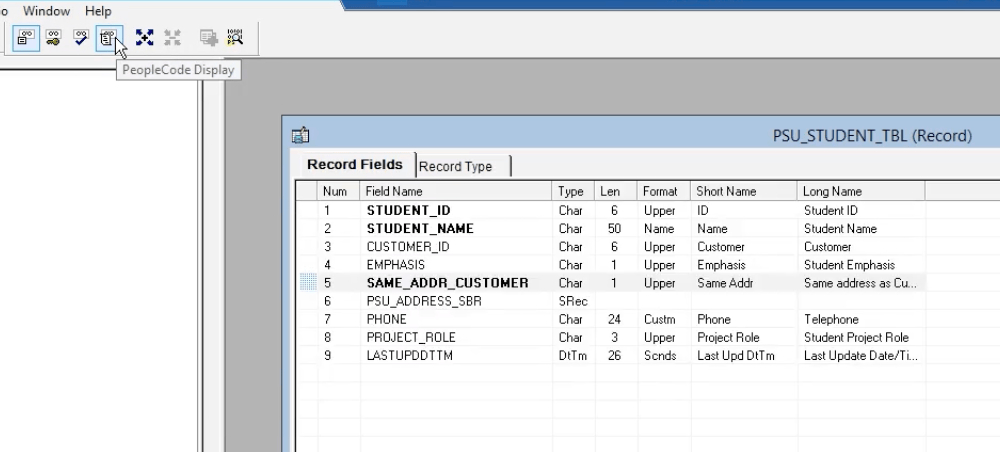 Window Help
PeopleCode Display
PSU_STUDENT_TBL (Record)
Record Fields Record Type
Num Field Name Type Len Format Short Name Long Name
1 STUDENT_ID Char 6 Upper ID Student ID
2 STUDENT_NAME Char 50 Name Name Student Name
3 CUSTOMER_ID Char 6 Upper Customer Customer
4 EMPHASIS Char 1 Upper Emphasis Student Emphasis
5 SAME_ADDR_CUSTOMER Char 1 Upper Same Addr Same address as Cu...
6 PSU_ADDRESS_SBR SRec
7 PHONE Char 24 Custm Phone Telephone
8 PROJECT_ROLE Char 3 Upper Project Role Student Project Role
9 LASTUPDDTTM DtTm 26 Scnds Last Upd DtTm Last Update Date/Ti...